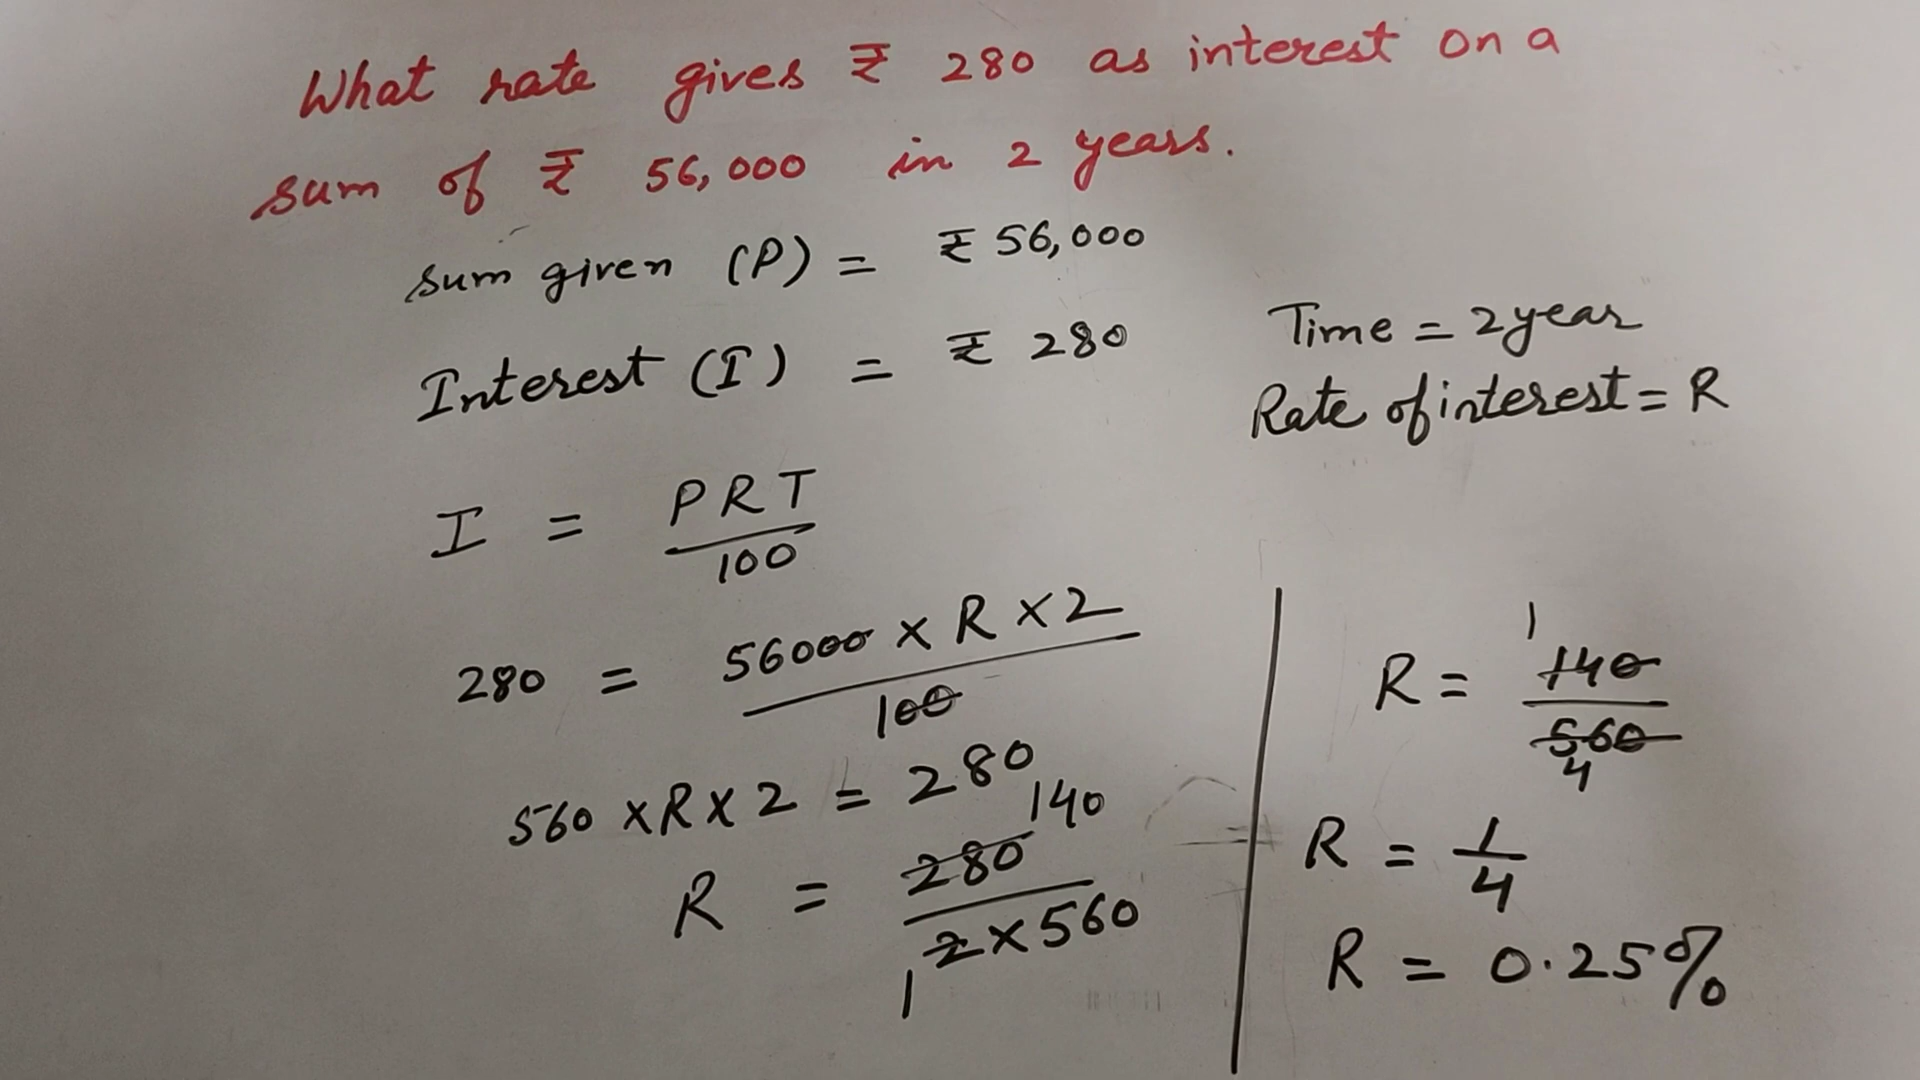 What rate gives ₹ 280 as interest on a
sum of ₹ 56,000 in 2 years.
sum given (P) = ₹ 56,000
Interest (I) = ₹ 280
Time = 2year
Rate of interest = R
I = PRT
100
280 = 56000 x R x 2
100
560 x R x 2 = 280
140
R = 280
2 x 560
1
1
R = 140
560
4
R = 1
4
R = 0.25%